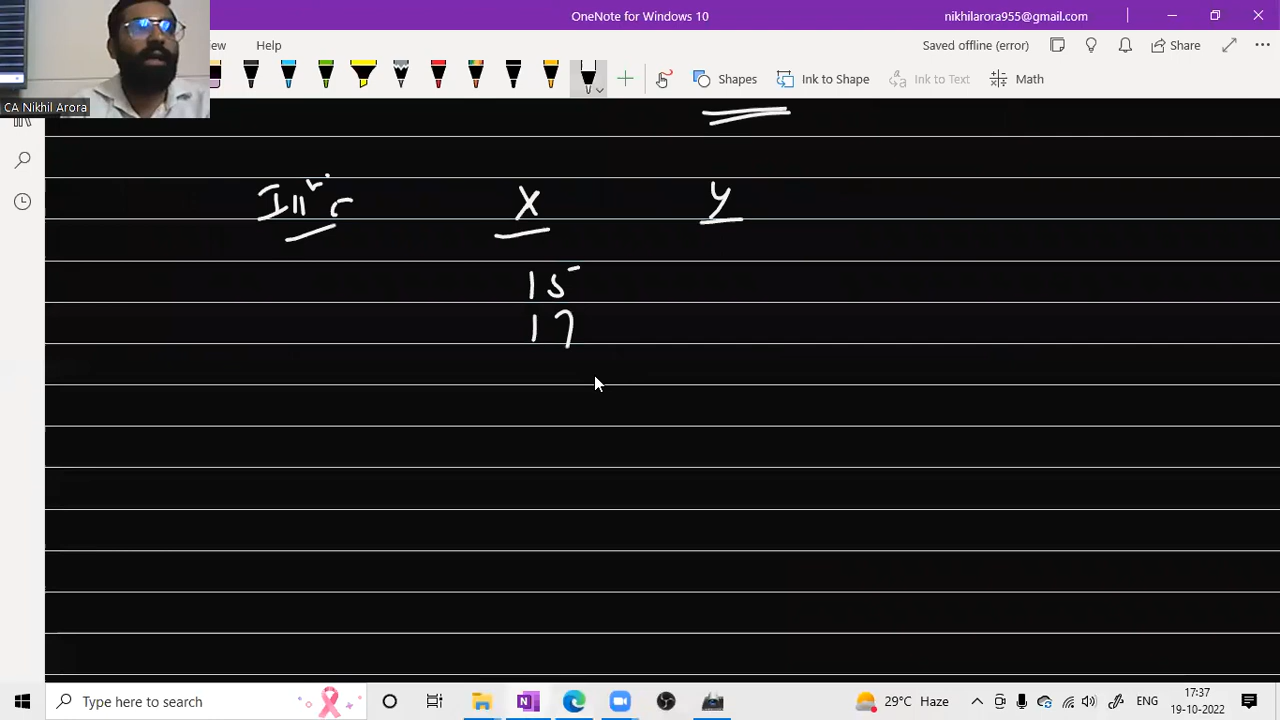 OneNote for Windows 10
nikhilarora955@gmail.com
ew Help
Saved offline (error)
Share
Shapes
Ink to Shape
Ink to Text
Math
CA Nikhil Arora
X Y
15
17
Type here to search
29°C Haze
ENG
17:37
19-10-2022